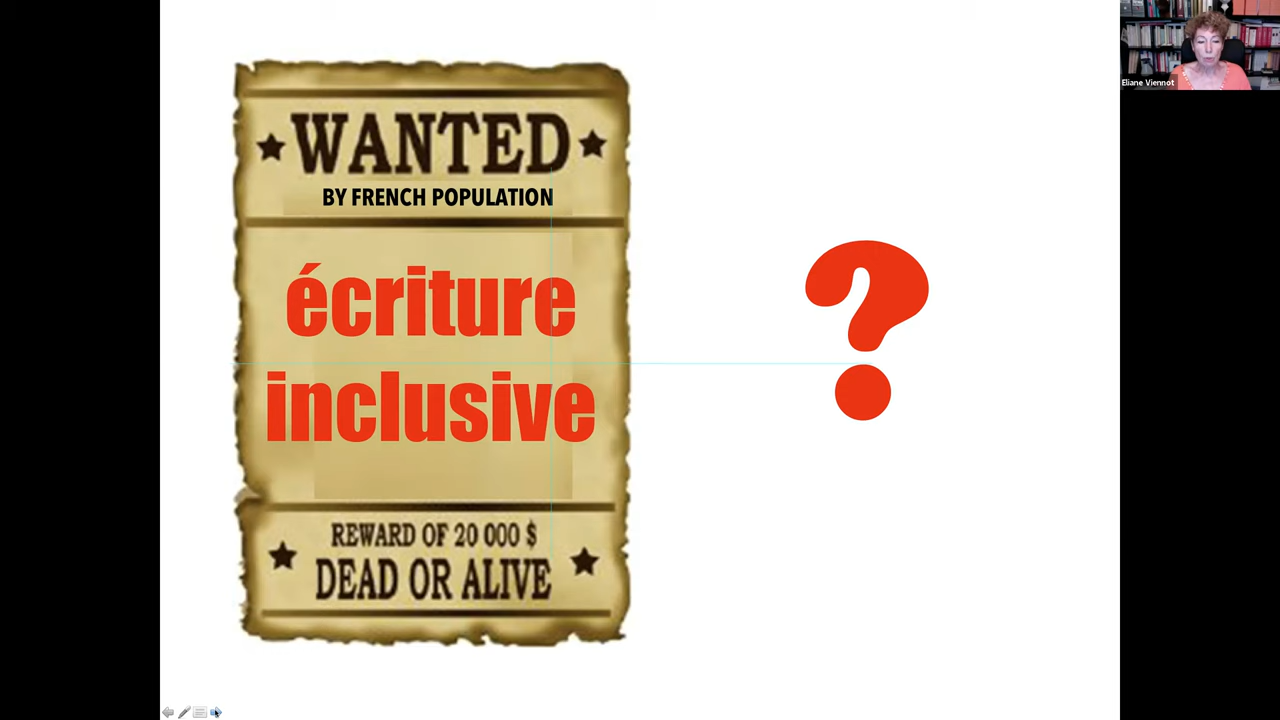 WANTED
BY FRENCH POPULATION
écriture
inclusive
REWARD OF 20 000 $
DEAD OR ALIVE
?
Eliane Viennot